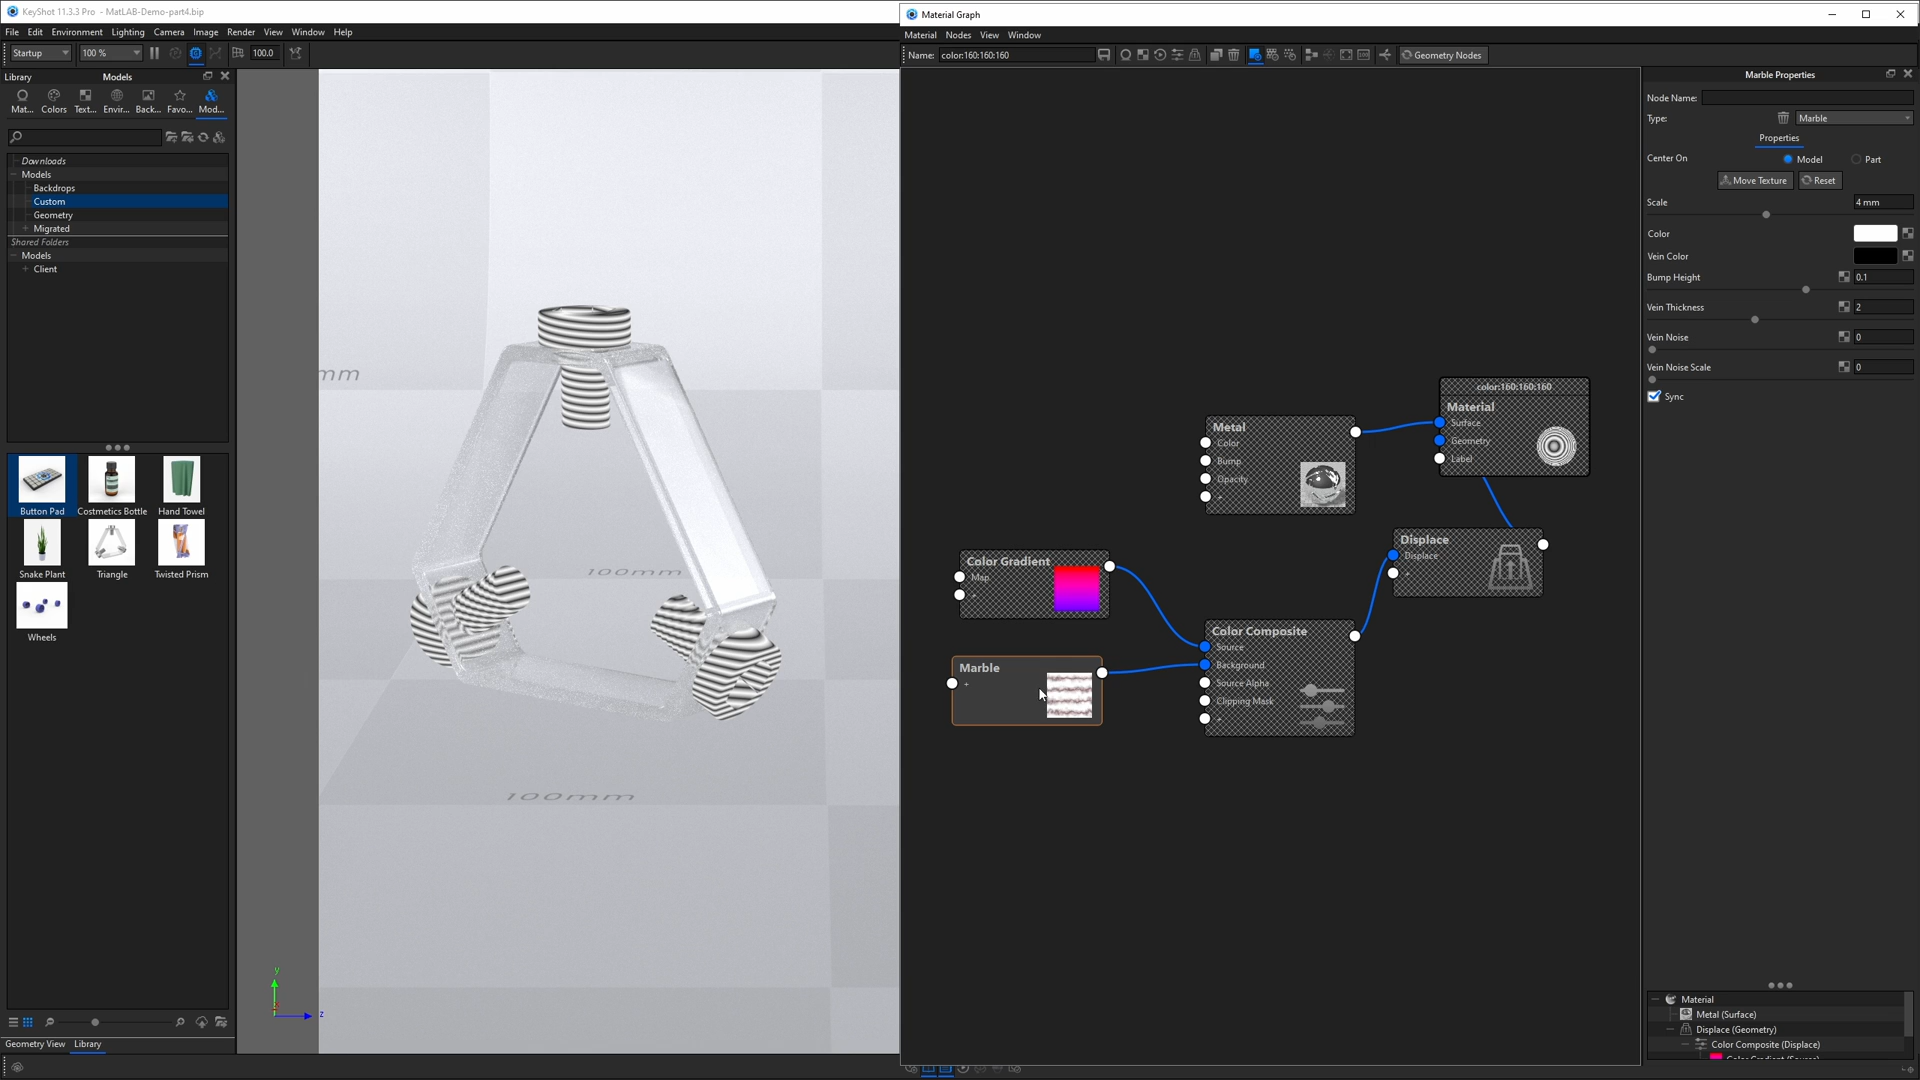 KeyShot 11.3.3 Pro - MatLAB-Demo-part4.bip
File Edit Environment Lighting Camera Image Render View Window Help
Startup 100 % 100.0
Library Models
Mat... Colors Text... Envir... Back... Favo... Mod...
Downloads
Models
Backdrops
Custom
Geometry
Migrated
Shared Folders
Models
Client
Button Pad Costmetics Bottle Hand Towel
Snake Plant Triangle Twisted Prism
Wheels
Geometry View Library
mm
100mm
100mm
y
z
Material Graph
Material Nodes View Window
Name: color:160:160:160 Geometry Nodes
color:160:160:160
Material
Surface
Geometry
Label
Metal
Color
Bump
Opacity
+
Displace
Displace
+
Color Gradient
Map
+
Color Composite
Source
Background
Source Alpha
Clipping Mask
+
Marble
+
Marble Properties
Node Name:
Type: Marble
Properties
Center On Model Part
Move Texture Reset
Scale 4 mm
Color
Vein Color
Bump Height 0.1
Vein Thickness 2
Vein Noise 0
Vein Noise Scale 0
Sync
Material
Metal (Surface)
Displace (Geometry)
Color Composite (Displace)
Color Gradient (Source)